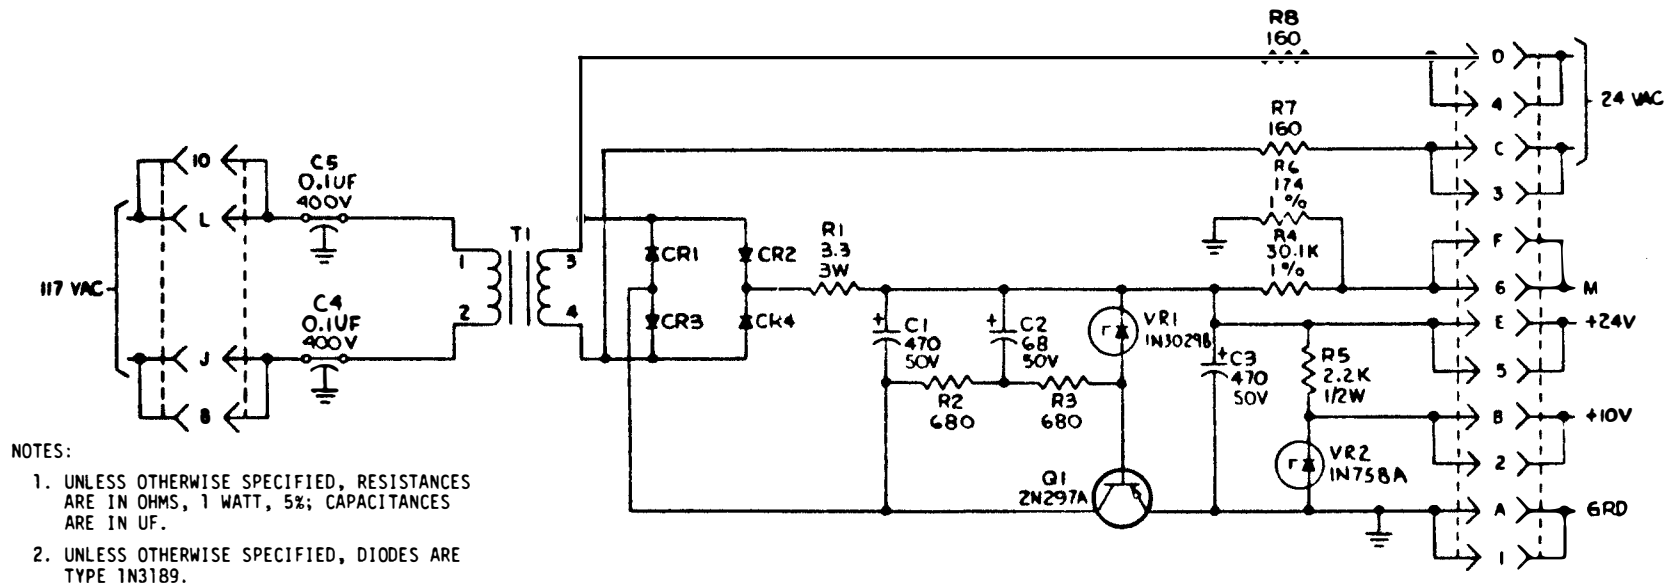 R8
160
D
4
24 VAC
R7
160
C
3
R6
174
1%
R4
30.1K
1%
F
6
M
10
L
C5
0.1UF
400V
117 VAC
C4
0.1UF
400V
J
8
T1
1
2
3
4
CR1
CR2
CR3
CR4
R1
3.3
3W
+ C1
470
50V
+ C2
68
50V
VR1
1N3029B
R2
680
R3
680
+ C3
470
50V
R5
2.2K
1/2W
E
5
+24V
B
2
+10V
VR2
1N758A
Q1
2N297A
A
1
GRD
NOTES:
1. UNLESS OTHERWISE SPECIFIED, RESISTANCES
ARE IN OHMS, 1 WATT, 5%; CAPACITANCES
ARE IN UF.
2. UNLESS OTHERWISE SPECIFIED, DIODES ARE
TYPE 1N3189.